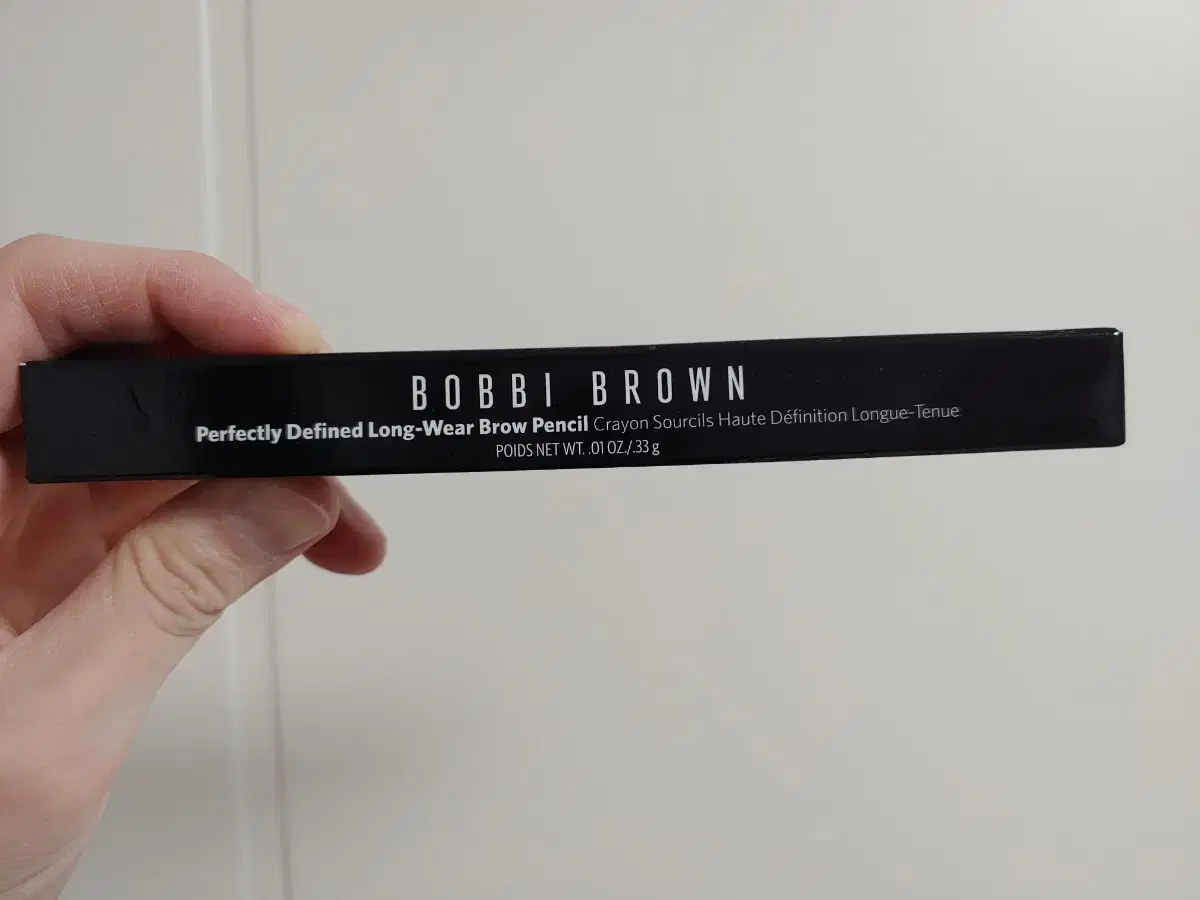 BOBBI BROWN
Perfectly Defined Long-Wear Brow Pencil Crayon Sourcils Haute Définition Longue-Tenue
POIDS NET WT. .01 OZ./.33 g